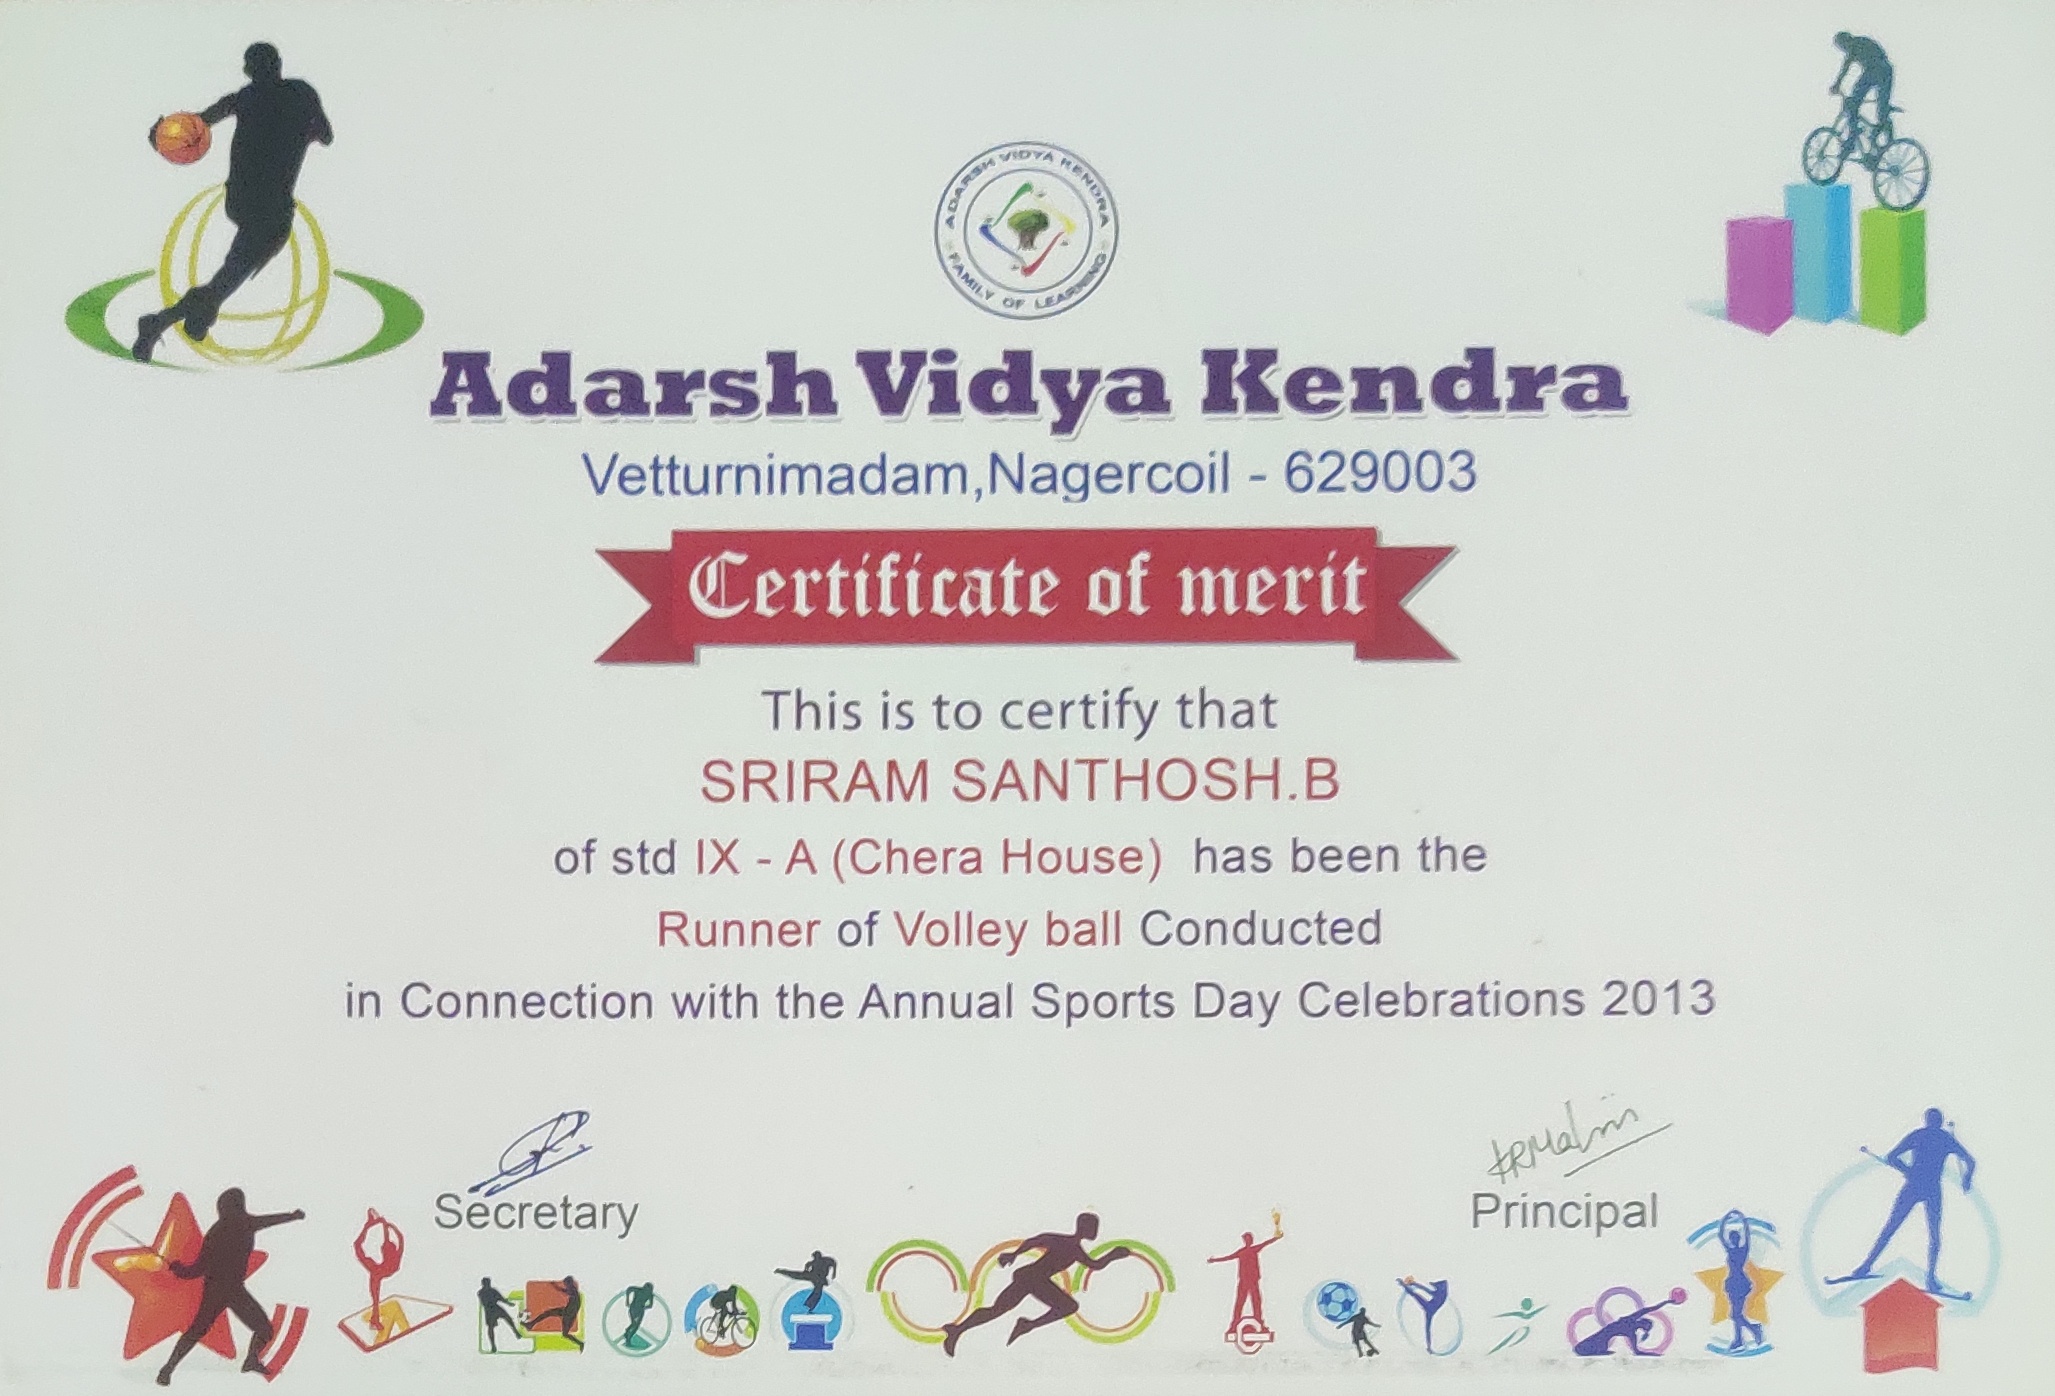 ADARSH VIDYA KENDRA
FAMILY OF LEARNING
Adarsh Vidya Kendra
Vetturnimadam,Nagercoil - 629003
Certificate of merit
This is to certify that
SRIRAM SANTHOSH.B
of std IX - A (Chera House) has been the
Runner of Volley ball Conducted
in Connection with the Annual Sports Day Celebrations 2013
Secretary
Principal